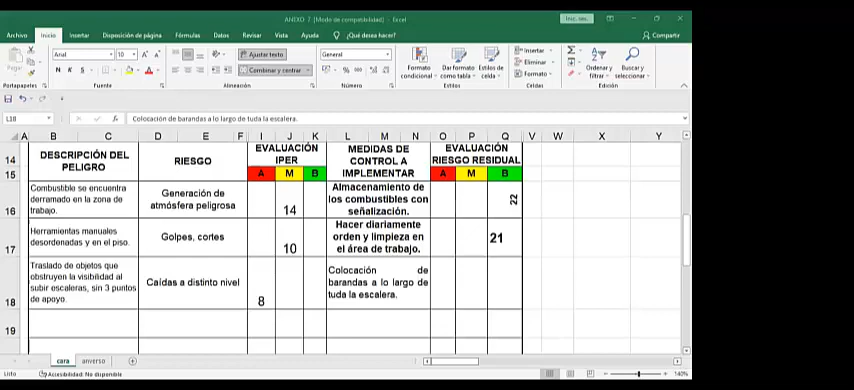 ANEXO 7 [Modo de compatibilidad] - Excel
Inic. ses.
Archivo Inicio Insertar Disposición de página Fórmulas Datos Revisar Vista Ayuda ¿Qué desea hacer? Compartir
Pegar
Arial 10
N K S
Ajustar texto
Combinar y centrar
General
Formato condicional
Dar formato como tabla
Estilos de celda
Insertar
Eliminar
Formato
Ordenar y filtrar
Buscar y seleccionar
Portapapeles Fuente Alineación Número Estilos Celdas Edición
L18 fx Colocación de barandas a lo largo de tuda la escalera.
A B C D E F I J K L M N O P Q V W X Y
14
15
16
17
18
19
DESCRIPCIÓN DEL PELIGRO
RIESGO
EVALUACIÓN IPER
A M B
MEDIDAS DE CONTROL A IMPLEMENTAR
EVALUACIÓN RIESGO RESIDUAL
A M B
Combustible se encuentra
derramado en la zona de
trabajo.
Generación de
atmósfera peligrosa
14
Almacenamiento de
los combustibles con
señalización.
22
Herramientas manuales
desordenadas y en el piso.
Golpes, cortes
10
Hacer diariamente
orden y limpieza en
el área de trabajo.
21
Traslado de objetos que
obstruyen la visibilidad al
subir escaleras, sin 3 puntos
de apoyo.
Caídas a distinto nivel
8
Colocación de
barandas a lo largo de
tuda la escalera.
cara anverso
Listo Accesibilidad: No disponible 140%